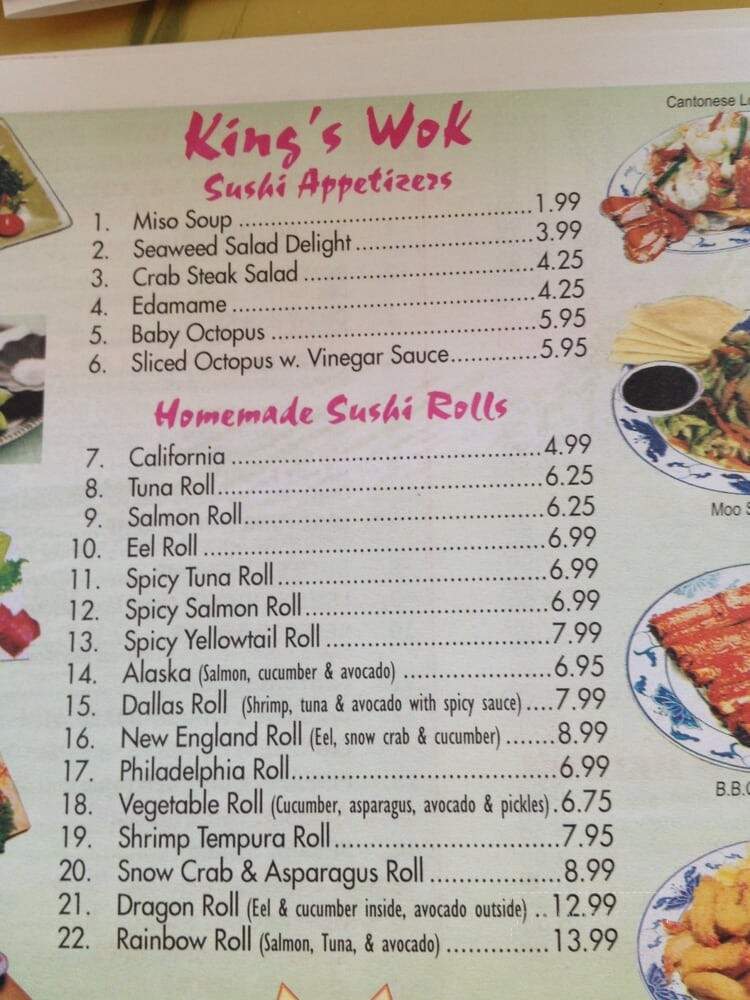 Cantonese
King's Wok
Sushi Appetizers
1. Miso Soup ........................................1.99
2. Seaweed Salad Delight ........................3.99
3. Crab Steak Salad ................................4.25
4. Edamame ..........................................4.25
5. Baby Octopus ....................................5.95
6. Sliced Octopus w. Vinegar Sauce.............5.95
Homemade Sushi Rolls
7. California ..........................................4.99
8. Tuna Roll............................................6.25
9. Salmon Roll........................................6.25
10. Eel Roll ............................................6.99
11. Spicy Tuna Roll ..................................6.99
12. Spicy Salmon Roll...............................6.99
13. Spicy Yellowtail Roll ...........................7.99
14. Alaska (Salmon, cucumber & avocado) ..................6.95
15. Dallas Roll (Shrimp, tuna & avocado with spicy sauce) ....7.99
16. New England Roll (Eel, snow crab & cucumber) .......8.99
17. Philadelphia Roll..................................6.99
18. Vegetable Roll (Cucumber, asparagus, avocado & pickles) .6.75
19. Shrimp Tempura Roll.............................7.95
20. Snow Crab & Asparagus Roll ..................8.99
21. Dragon Roll (Eel & cucumber inside, avocado outside) ..12.99
22. Rainbow Roll (Salmon, Tuna, & avocado) ..............13.99
Moo